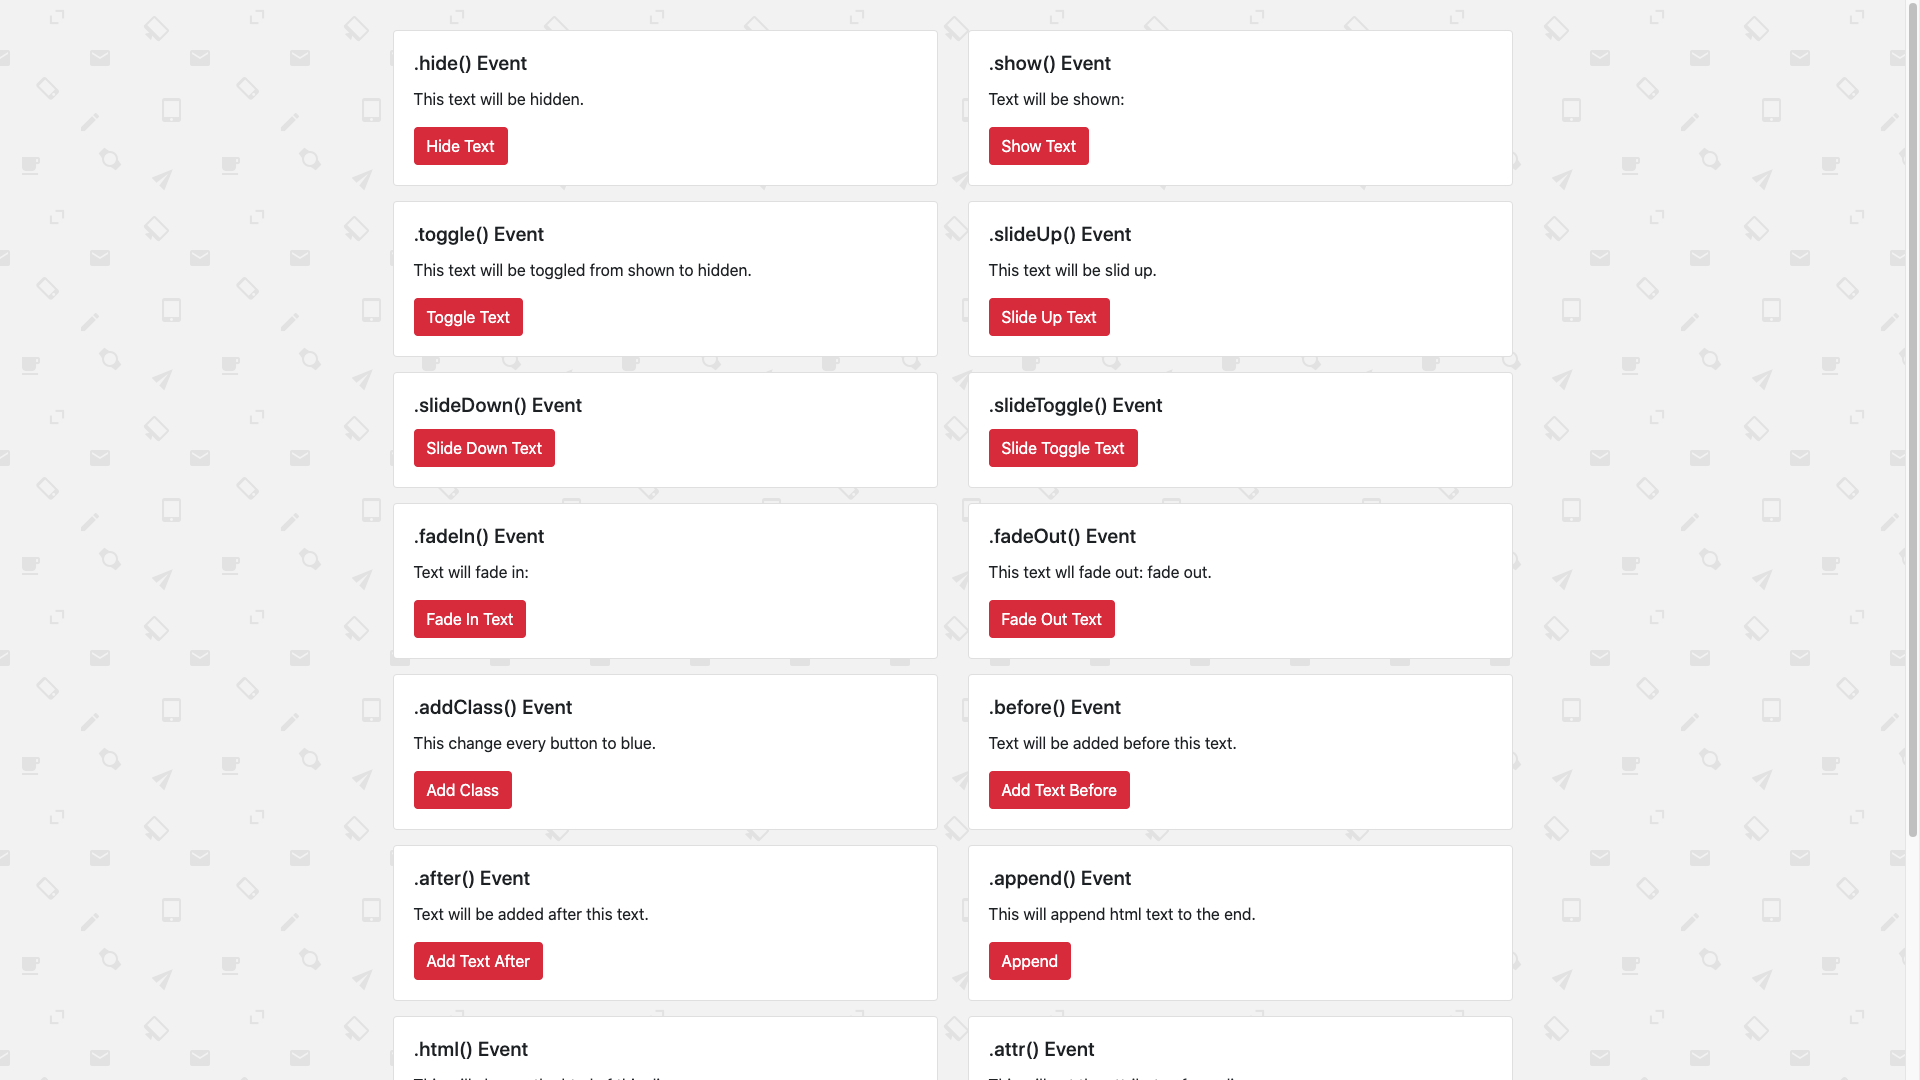 .hide() Event
This text will be hidden.
Hide Text
.show() Event
Text will be shown:
Show Text
.toggle() Event
This text will be toggled from shown to hidden.
Toggle Text
.slideUp() Event
This text will be slid up.
Slide Up Text
.slideDown() Event
Slide Down Text
.slideToggle() Event
Slide Toggle Text
.fadeIn() Event
Text will fade in:
Fade In Text
.fadeOut() Event
This text wll fade out: fade out.
Fade Out Text
.addClass() Event
This change every button to blue.
Add Class
.before() Event
Text will be added before this text.
Add Text Before
.after() Event
Text will be added after this text.
Add Text After
.append() Event
This will append html text to the end.
Append
.html() Event
.attr() Event